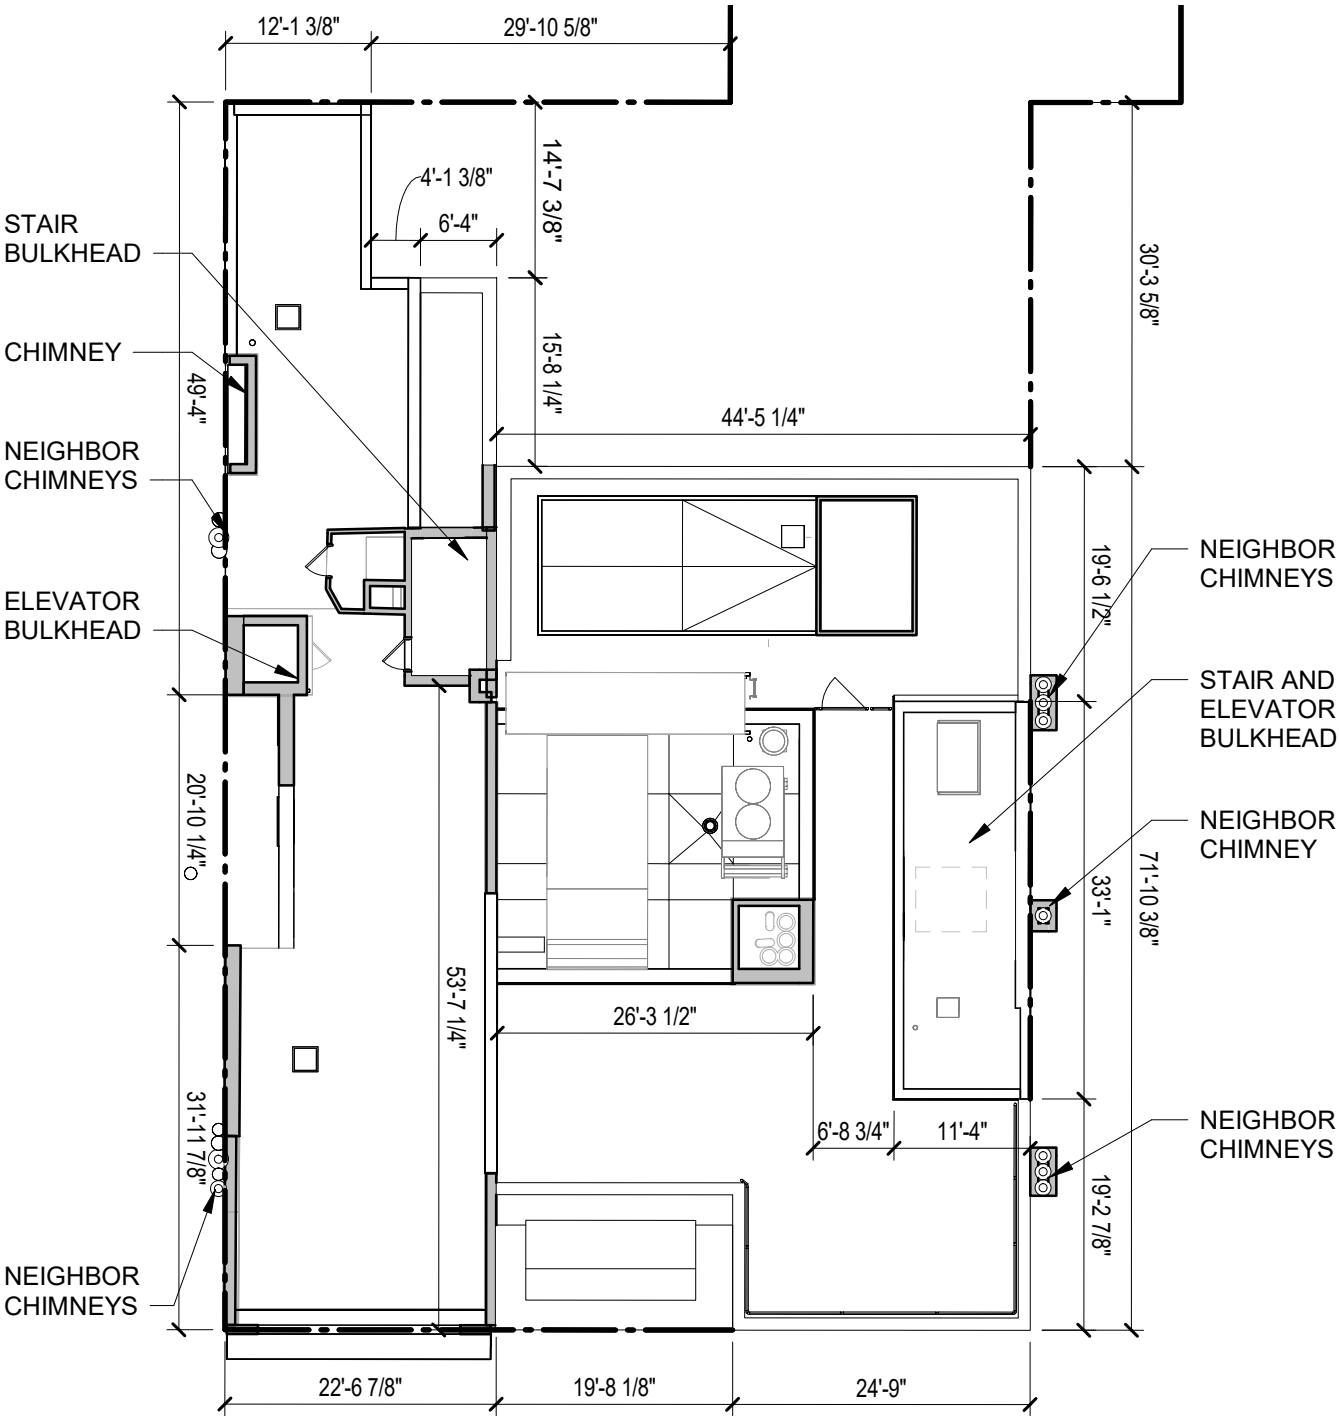 12'-1 3/8"
29'-10 5/8"
14'-7 3/8"
4'-1 3/8"
6'-4"
STAIR
BULKHEAD
30'-3 5/8"
CHIMNEY
15'-8 1/4"
49'-4"
44'-5 1/4"
NEIGHBOR
CHIMNEYS
19'-6 1/2"
NEIGHBOR
CHIMNEYS
ELEVATOR
BULKHEAD
STAIR AND
ELEVATOR
BULKHEAD
20'-10 1/4"
NEIGHBOR
CHIMNEY
33'-1"
71'-10 3/8"
53'-7 1/4"
26'-3 1/2"
31'-11 7/8"
6'-8 3/4"
11'-4"
NEIGHBOR
CHIMNEYS
19'-2 7/8"
NEIGHBOR
CHIMNEYS
22'-6 7/8"
19'-8 1/8"
24'-9"